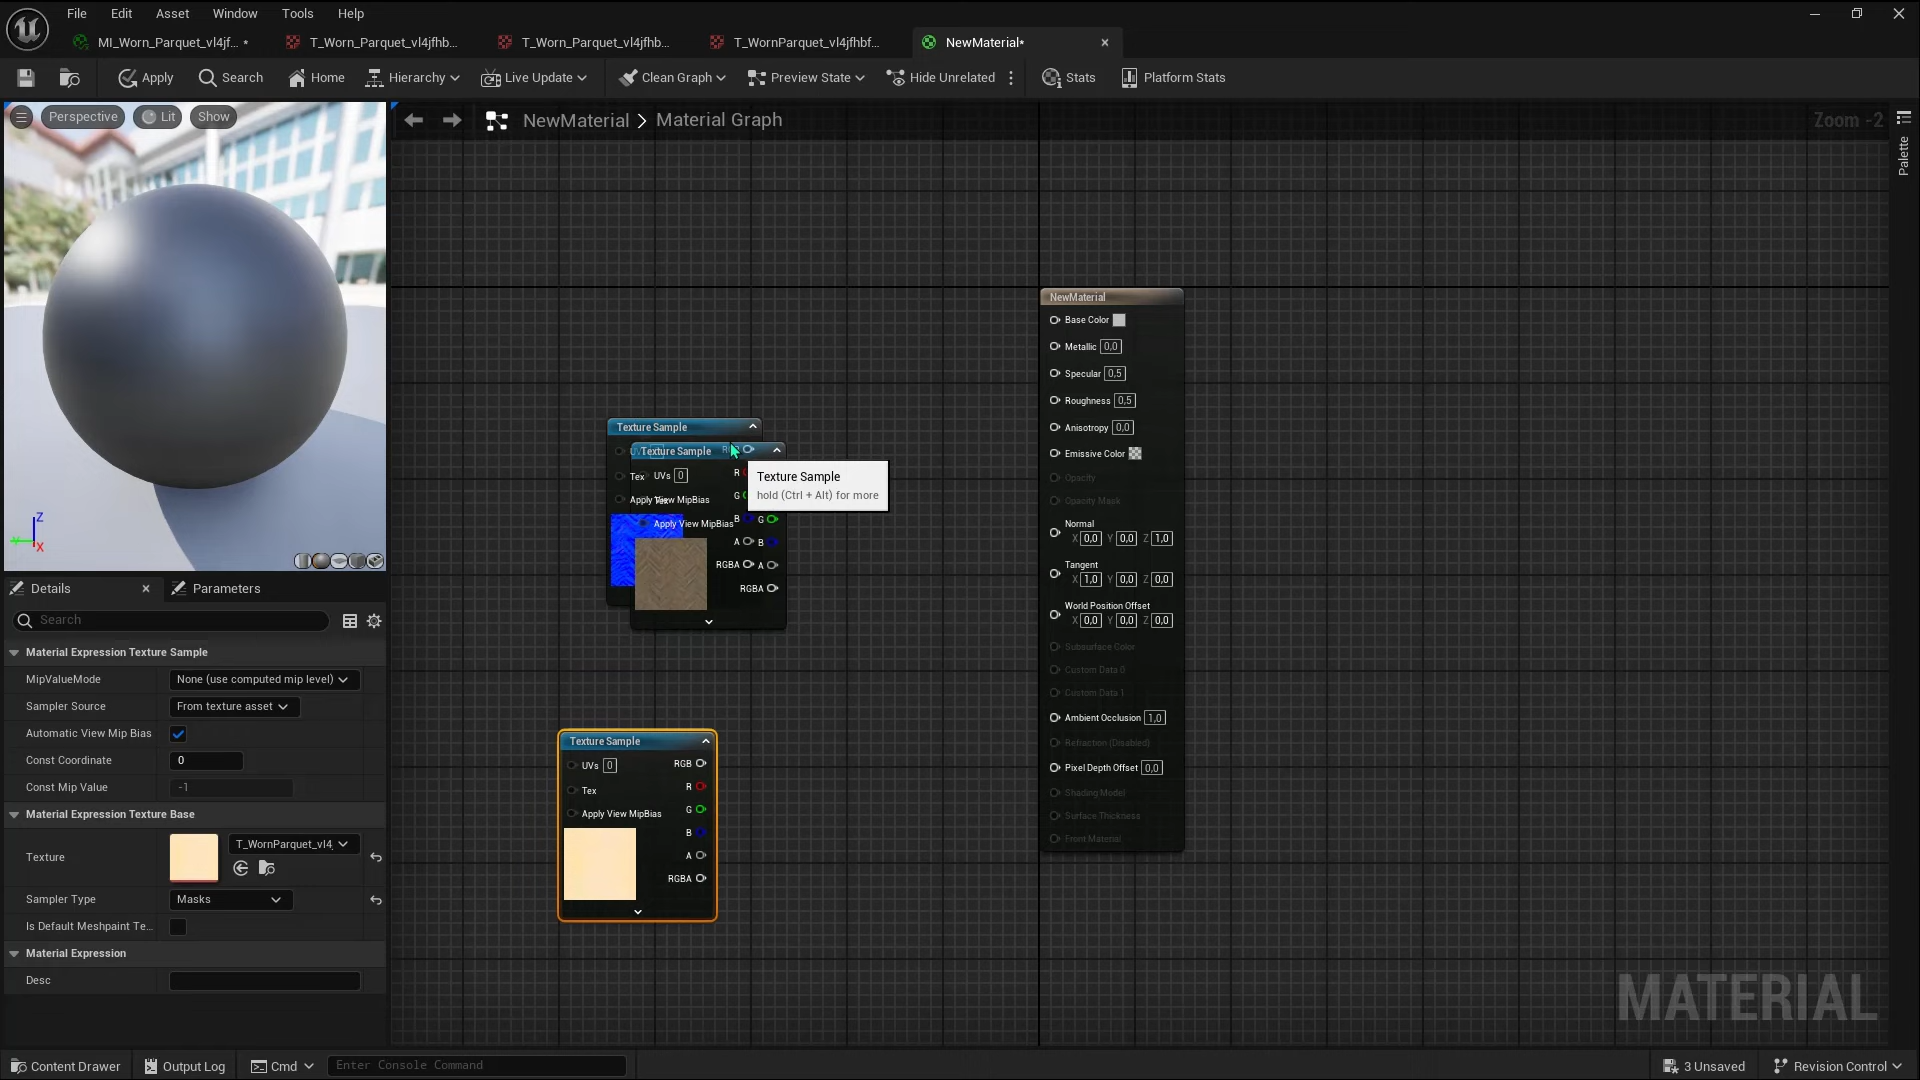 File Edit Asset Window Tools Help
MI_Worn_Parquet_vl4jf... * T_Worn_Parquet_vl4jfhb... T_Worn_Parquet_vl4jfhb... T_WornParquet_vl4jfhbf... NewMaterial*
Apply Search Home Hierarchy Live Update Clean Graph Preview State Hide Unrelated Stats Platform Stats
Perspective Lit Show
NewMaterial > Material Graph
Zoom -2
Palette
NewMaterial
Base Color
Metallic 0,0
Specular 0,5
Roughness 0,5
Anisotropy 0,0
Emissive Color
Opacity
Opacity Mask
Normal
X 0,0 Y 0,0 Z 1,0
Tangent
X 1,0 Y 0,0 Z 0,0
World Position Offset
X 0,0 Y 0,0 Z 0,0
Subsurface Color
Custom Data 0
Custom Data 1
Ambient Occlusion 1,0
Refraction (Disabled)
Pixel Depth Offset 0,0
Shading Model
Surface Thickness
Front Material
Texture Sample
Texture Sample
UVs 0 R
Tex
Apply View MipBias G
Apply View MipBias B G
A B
RGBA A
RGBA
Texture Sample
hold (Ctrl + Alt) for more
Texture Sample
UVs 0 RGB
Tex R
Apply View MipBias G
B
A
RGBA
Z
X
Details Parameters
Search
Material Expression Texture Sample
MipValueMode None (use computed mip level)
Sampler Source From texture asset
Automatic View Mip Bias
Const Coordinate 0
Const Mip Value -1
Material Expression Texture Base
Texture T_WornParquet_vl4
Sampler Type Masks
Is Default Meshpaint Te...
Material Expression
Desc
MATERIAL
Content Drawer Output Log Cmd Enter Console Command 3 Unsaved Revision Control